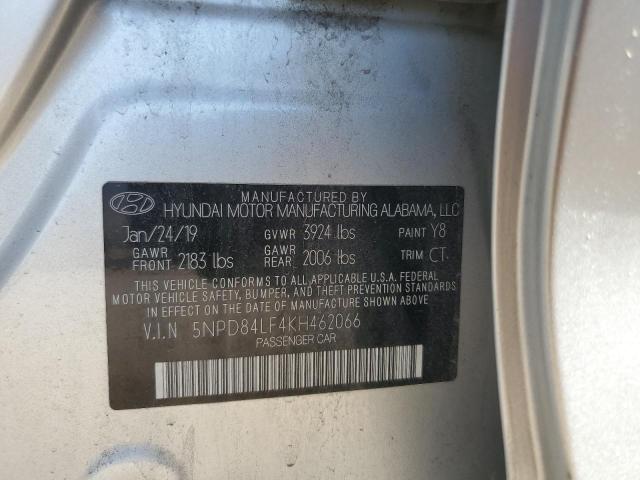 MANUFACTURED BY
HYUNDAI MOTOR MANUFACTURING ALABAMA, LLC
Jan/24/19 GVWR 3924 lbs PAINT Y8
GAWR FRONT 2183 lbs GAWR REAR 2006 lbs TRIM CT
THIS VEHICLE CONFORMS TO ALL APPLICABLE U.S.A. FEDERAL
MOTOR VEHICLE SAFETY, BUMPER, AND THEFT PREVENTION STANDARDS
IN EFFECT ON THE DATE OF MANUFACTURE SHOWN ABOVE.
V.I.N 5NPD84LF4KH462066
PASSENGER CAR